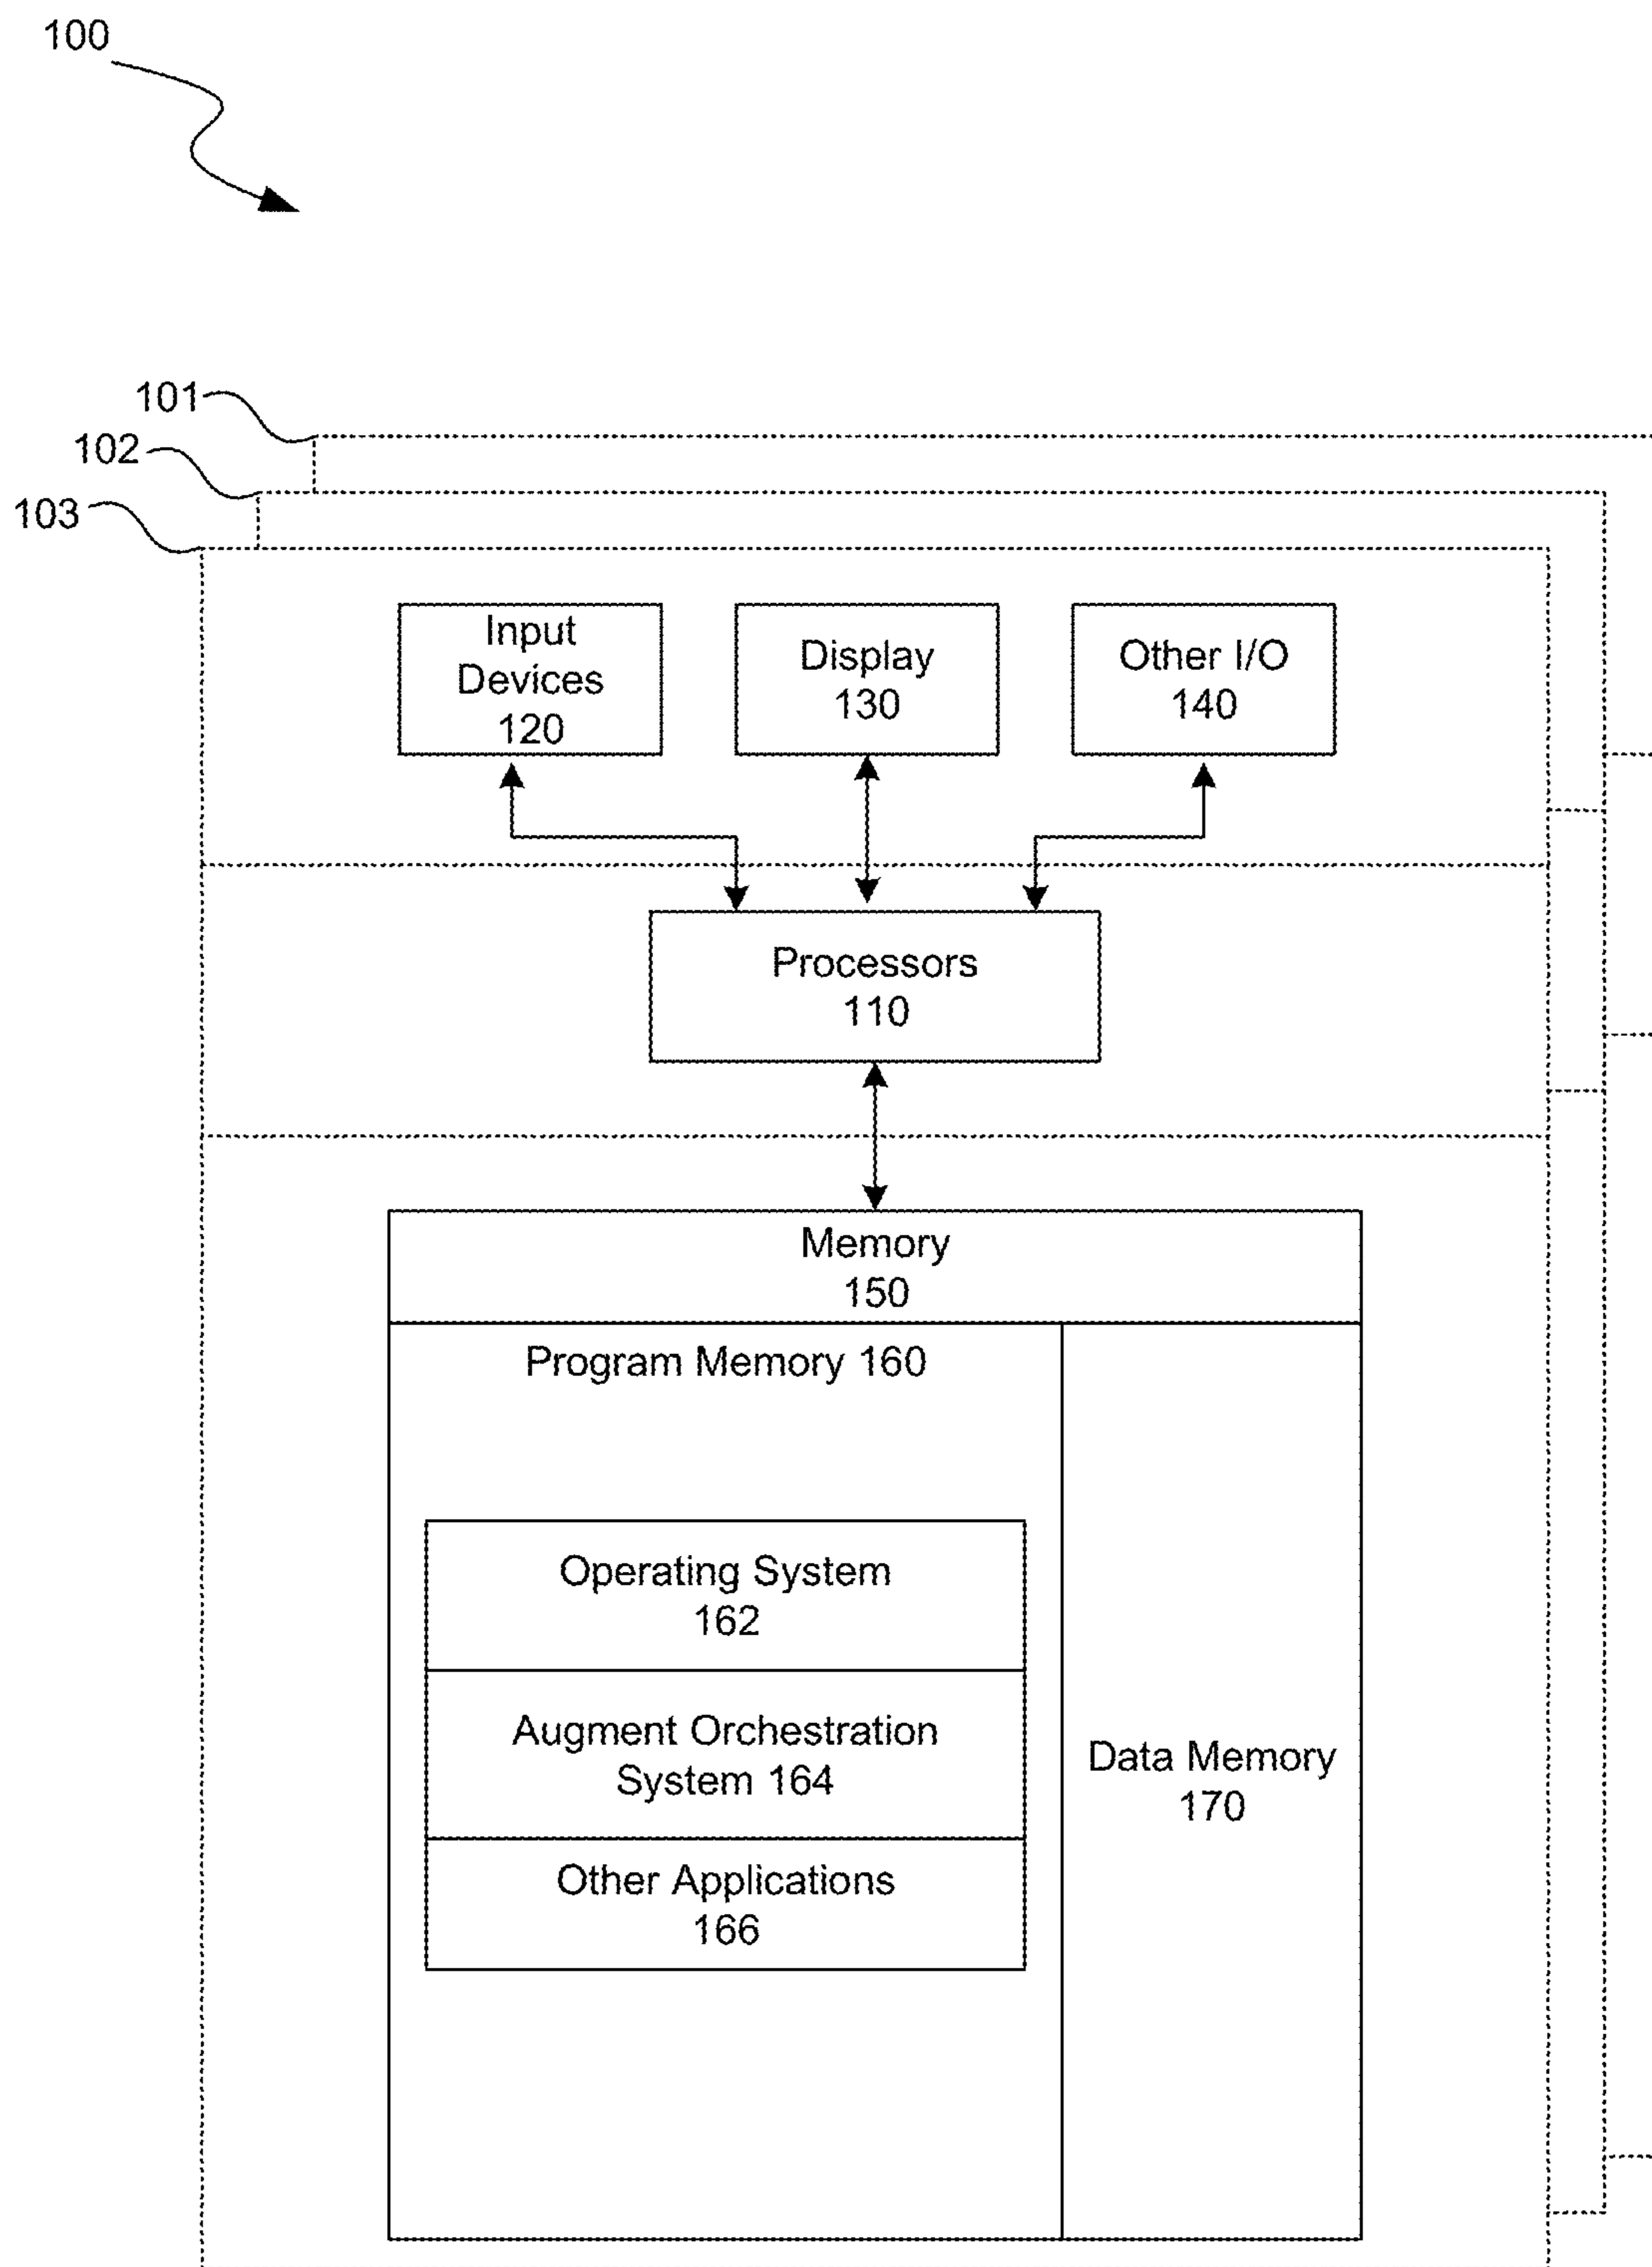 100
101
102
103
Input
Devices
120
Display
130
Other I/O
140
Processors
110
Memory
150
Program Memory 160
Operating System
162
Augment Orchestration
System 164
Other Applications
166
Data Memory
170